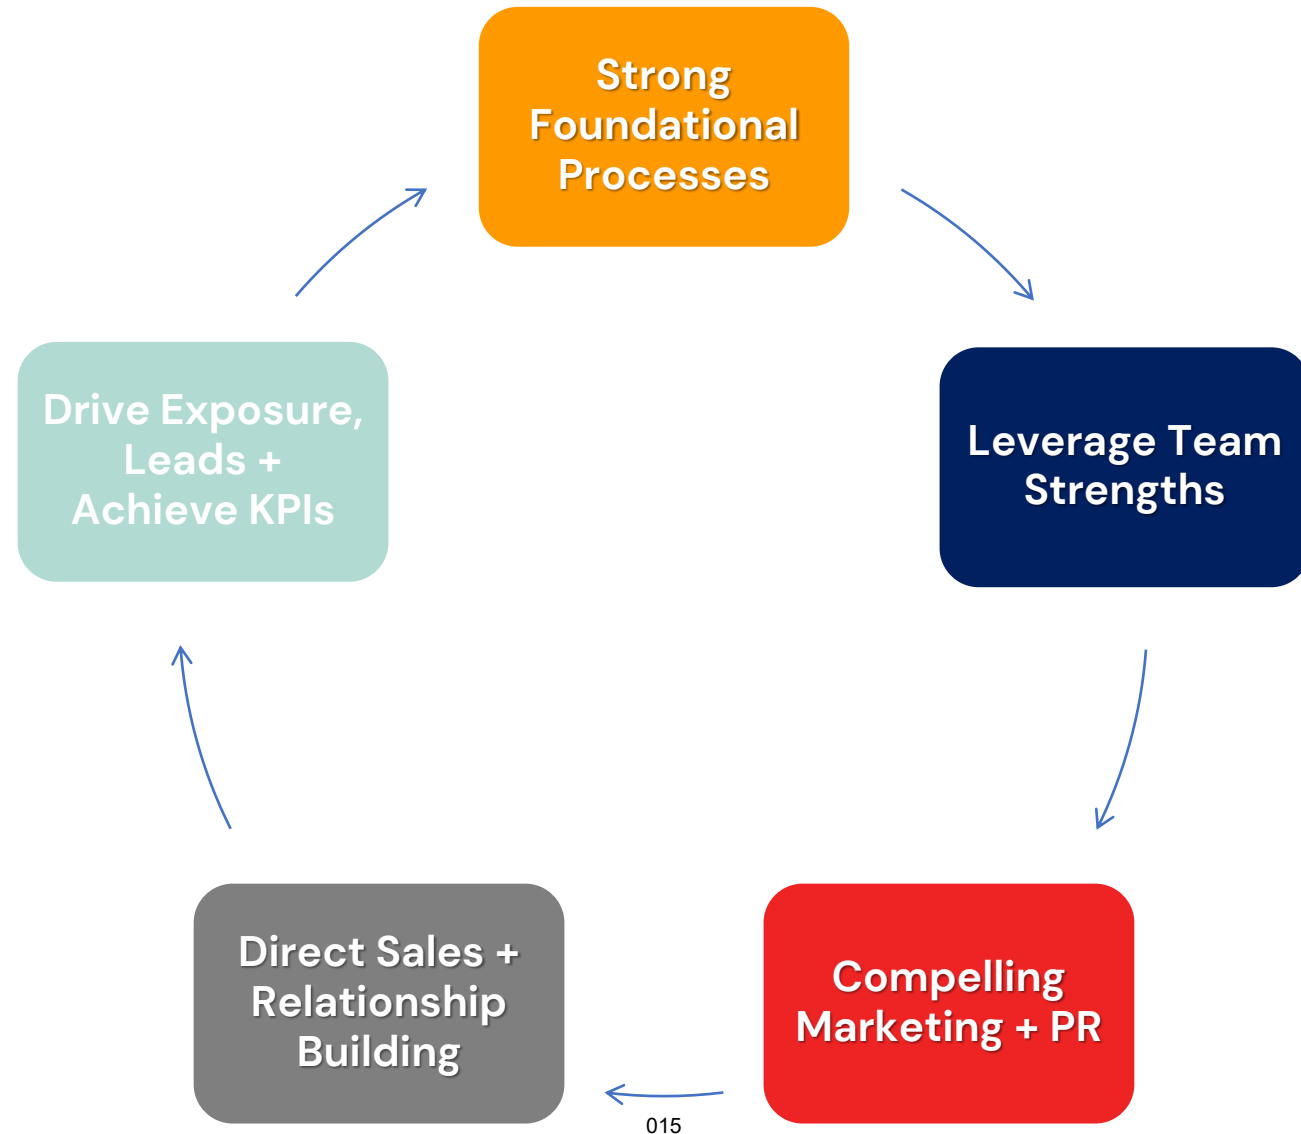 Strong
Foundational
Processes
Leverage Team
Strengths
Compelling
Marketing + PR
Direct Sales +
Relationship
Building
Drive Exposure,
Leads +
Achieve KPIs
015